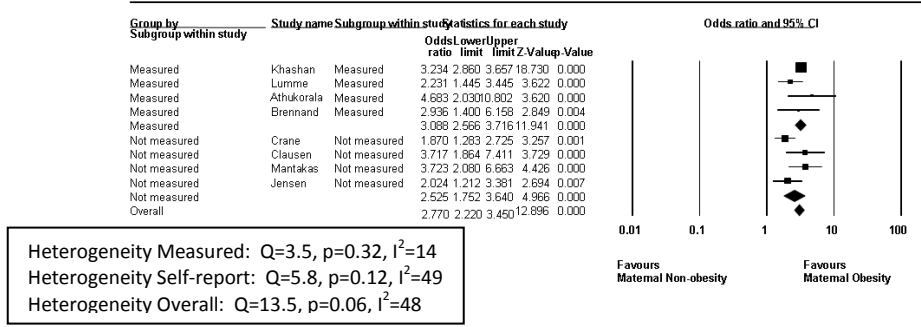 Group by Study name Subgroup within study Statistics for each study Odds ratio and 95% CI
Subgroup within study
Odds Lower Upper
ratio limit limit Z-Value p-Value
Measured Khashan Measured 3.234 2.860 3.657 18.730 0.000
Measured Lumme Measured 2.231 1.445 3.445 3.622 0.000
Measured Athukorala Measured 4.683 2.030 10.802 3.620 0.000
Measured Brennand Measured 2.936 1.400 6.158 2.849 0.004
Measured 3.088 2.566 3.716 11.941 0.000
Not measured Crane Not measured 1.870 1.283 2.725 3.257 0.001
Not measured Clausen Not measured 3.717 1.864 7.411 3.729 0.000
Not measured Mantakas Not measured 3.723 2.080 6.663 4.426 0.000
Not measured Jensen Not measured 2.024 1.212 3.381 2.694 0.007
Not measured 2.525 1.752 3.640 4.966 0.000
Overall 2.770 2.220 3.450 12.896 0.000
0.01 0.1 1 10 100
Favours Favours
Maternal Non-obesity Maternal Obesity
Heterogeneity Measured: Q=3.5, p=0.32, I²=14
Heterogeneity Self-report: Q=5.8, p=0.12, I²=49
Heterogeneity Overall: Q=13.5, p=0.06, I²=48